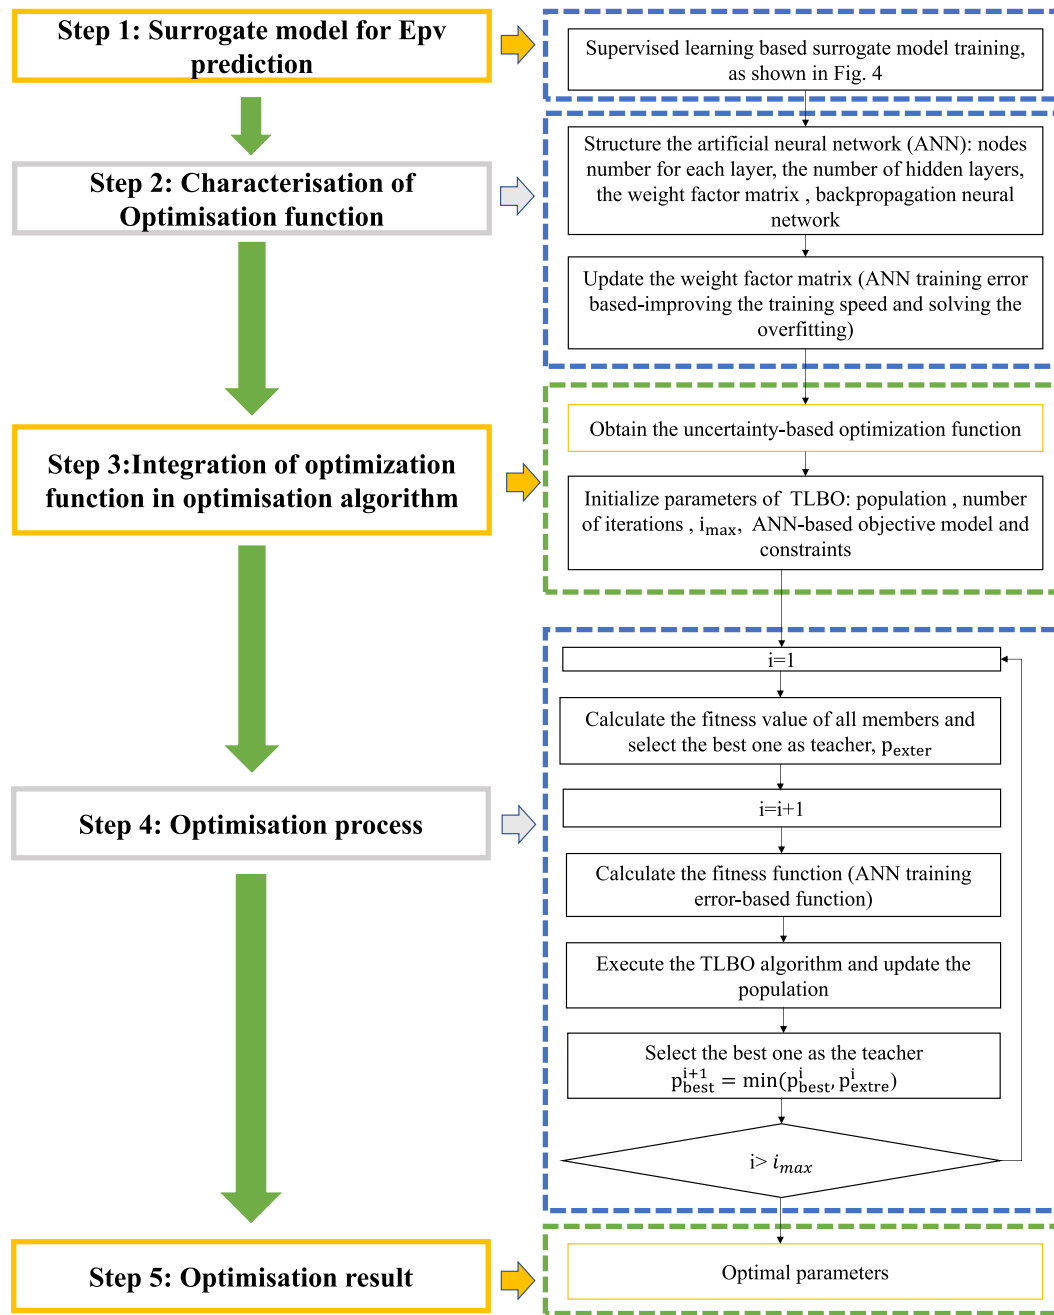 Step 1: Surrogate model for Epv
prediction
Supervised learning based surrogate model training,
as shown in Fig. 4
Step 2: Characterisation of
Optimisation function
Structure the artificial neural network (ANN): nodes
number for each layer, the number of hidden layers,
the weight factor matrix , backpropagation neural
network
Update the weight factor matrix (ANN training error
based-improving the training speed and solving the
overfitting)
Step 3:Integration of optimization
function in optimisation algorithm
Obtain the uncertainty-based optimization function
Initialize parameters of TLBO: population , number
of iterations , i_max, ANN-based objective model and
constraints
Step 4: Optimisation process
i=1
Calculate the fitness value of all members and
select the best one as teacher, p_exter
i=i+1
Calculate the fitness function (ANN training
error-based function)
Execute the TLBO algorithm and update the
population
Select the best one as the teacher
p_best^i+1 = min(p_best^i, p_extre^i)
i> i_max
Step 5: Optimisation result
Optimal parameters